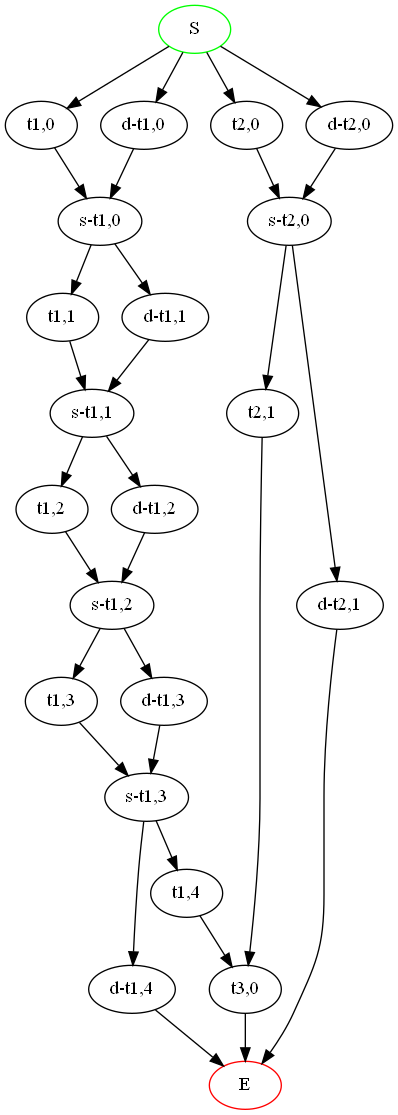 S
t1,0
d-t1,0
t2,0
d-t2,0
s-t1,0
s-t2,0
t1,1
d-t1,1
s-t1,1
t2,1
t1,2
d-t1,2
s-t1,2
d-t2,1
t1,3
d-t1,3
s-t1,3
t1,4
d-t1,4
t3,0
E